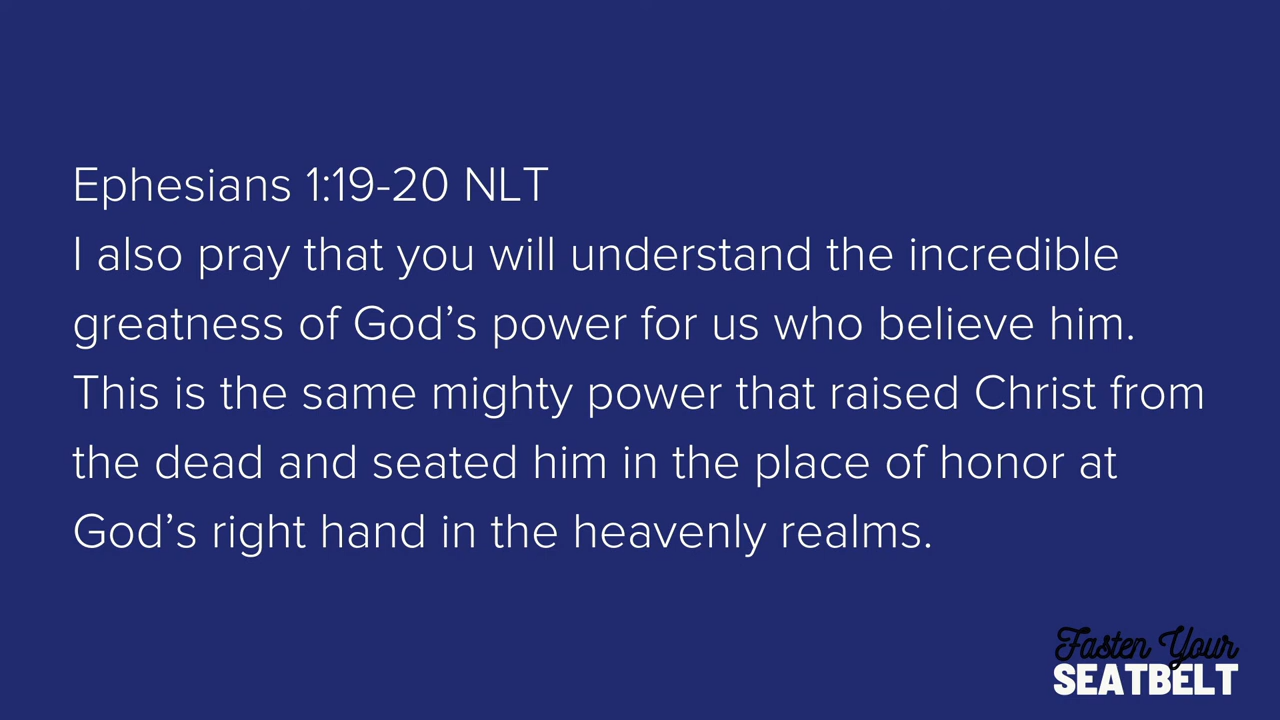 Ephesians 1:19-20 NLT
I also pray that you will understand the incredible
greatness of God’s power for us who believe him.
This is the same mighty power that raised Christ from
the dead and seated him in the place of honor at
God’s right hand in the heavenly realms.
Fasten Your
SEATBELT